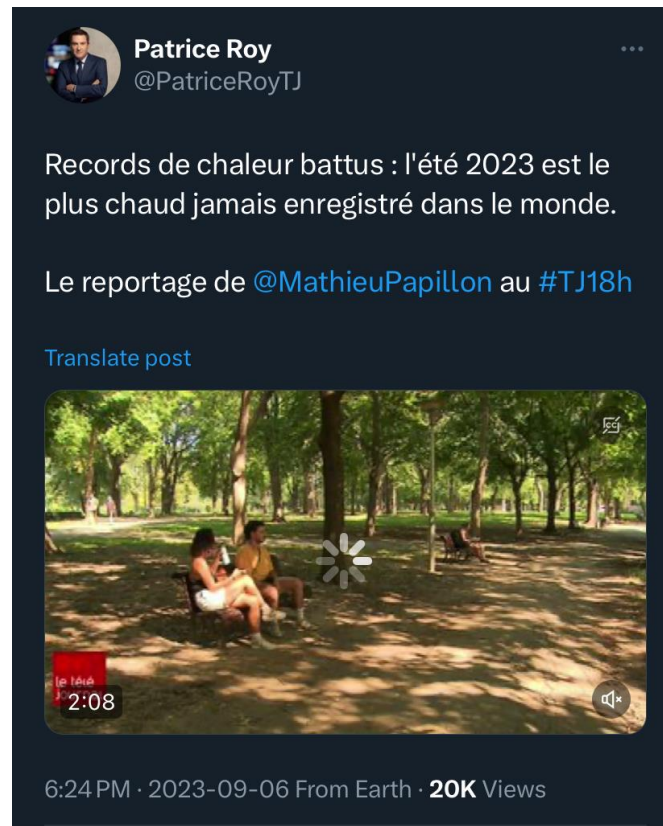 Patrice Roy
@PatriceRoyTJ
Records de chaleur battus : l'été 2023 est le
plus chaud jamais enregistré dans le monde.
Le reportage de @MathieuPapillon au #TJ18h
Translate post
le télé
2:08
6:24 PM · 2023-09-06 From Earth · 20K Views